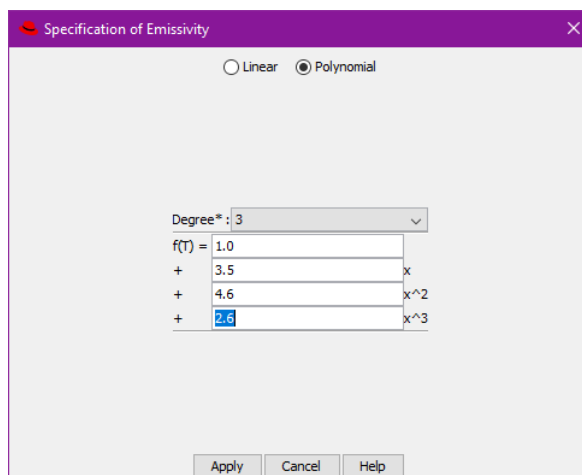 Specification of Emissivity
Linear Polynomial
Degree* : 3
f(T) = 1.0
+ 3.5 x
+ 4.6 x^2
+ 2.6 x^3
Apply Cancel Help